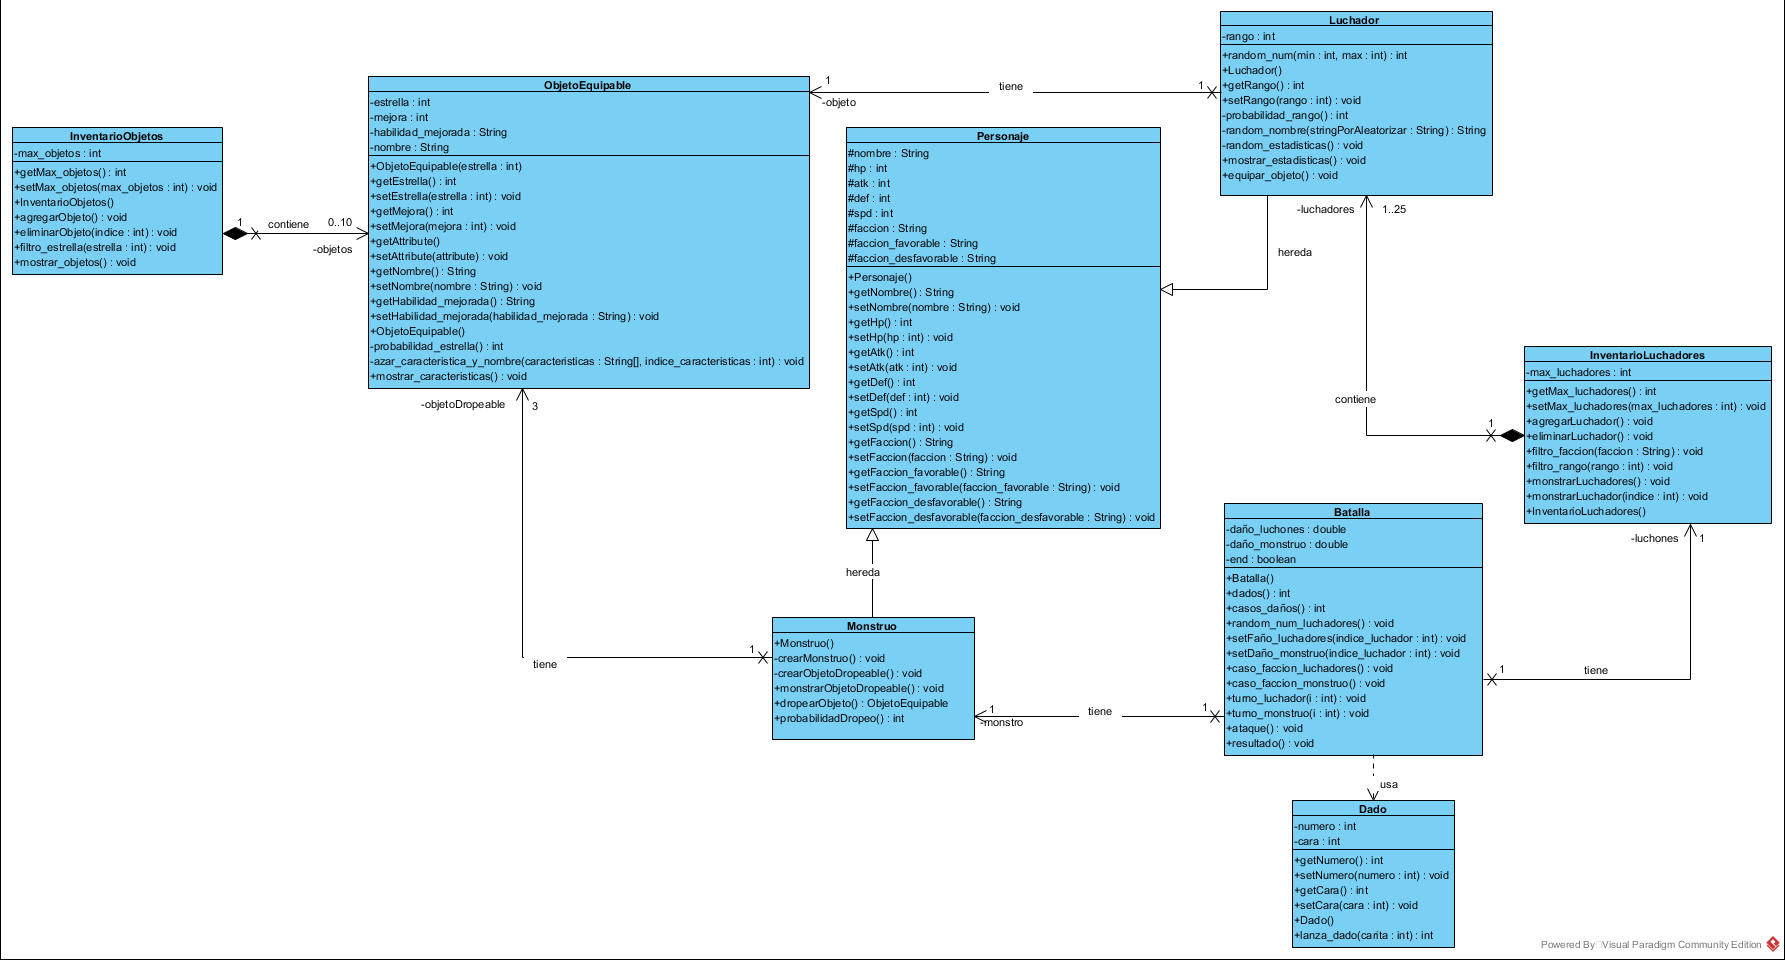 InventarioObjetos
-max_objetos : int
+getMax_objetos() : int
+setMax_objetos(max_objetos : int) : void
+InventarioObjetos()
+agregarObjeto() : void
+eliminarObjeto(indice : int) : void
+filtro_estrella(estrella : int) : void
+mostrar_objetos() : void
1
contiene
0..10
-objetos
ObjetoEquipable
-estrella : int
-mejora : int
-habilidad_mejorada : String
-nombre : String
+ObjetoEquipable(estrella : int)
+getEstrella() : int
+setEstrella(estrella : int) : void
+getMejora() : int
+setMejora(mejora : int) : void
+getAttribute()
+setAttribute(attribute) : void
+getNombre() : String
+setNombre(nombre : String) : void
+getHabilidad_mejorada() : String
+setHabilidad_mejorada(habilidad_mejorada : String) : void
+ObjetoEquipable()
-probabilidad_estrella() : int
-azar_caracteristica_y_nombre(caracteristicas : String[], indice_caracteristicas : int) : void
+mostrar_caracteristicas() : void
1
-objeto
tiene
1
Luchador
-rango : int
+random_num(min : int, max : int) : int
+Luchador()
+getRango() : int
+setRango(rango : int) : void
-probabilidad_rango() : int
-random_nombre(stringPorAleatorizar : String) : String
-random_estadisticas() : void
+mostrar_estadisticas() : void
+equipar_objeto() : void
Personaje
#nombre : String
#hp : int
#atk : int
#def : int
#spd : int
#faccion : String
#faccion_favorable : String
#faccion_desfavorable : String
+Personaje()
+getNombre() : String
+setNombre(nombre : String) : void
+getHp() : int
+setHp(hp : int) : void
+getAtk() : int
+setAtk(atk : int) : void
+getDef() : int
+setDef(def : int) : void
+getSpd() : int
+setSpd(spd : int) : void
+getFaccion() : String
+setFaccion(faccion : String) : void
+getFaccion_favorable() : String
+setFaccion_favorable(faccion_favorable : String) : void
+getFaccion_desfavorable() : String
+setFaccion_desfavorable(faccion_desfavorable : String) : void
hereda
-luchadores
1..25
contiene
1
InventarioLuchadores
-max_luchadores : int
+getMax_luchadores() : int
+setMax_luchadores(max_luchadores : int) : void
+agregarLuchador() : void
+eliminarLuchador() : void
+filtro_faccion(faccion : String) : void
+filtro_rango(rango : int) : void
+monstrarLuchadores() : void
+monstrarLuchador(indice : int) : void
+InventarioLuchadores()
-luchones
1
tiene
1
-objetoDropeable
3
tiene
1
hereda
Monstruo
+Monstruo()
-crearMonstruo() : void
-crearObjetoDropeable() : void
+monstrarObjetoDropeable() : void
+dropearObjeto() : ObjetoEquipable
+probabilidadDropeo() : int
1
-monstro
tiene
1
Batalla
-daño_luchones : double
-daño_monstruo : double
-end : boolean
+Batalla()
+dados() : int
+casos_daños() : int
+random_num_luchadores() : void
+setFaño_luchadores(indice_luchador : int) : void
+setDaño_monstruo(indice_luchador : int) : void
+caso_faccion_luchadores() : void
+caso_faccion_monstruo() : void
+turno_luchador(i : int) : void
+turno_monstruo(i : int) : void
+ataque() : void
+resultado() : void
usa
Dado
-numero : int
-cara : int
+getNumero() : int
+setNumero(numero : int) : void
+getCara() : int
+setCara(cara : int) : void
+Dado()
+lanza_dado(carita : int) : int
Powered By Visual Paradigm Community Edition